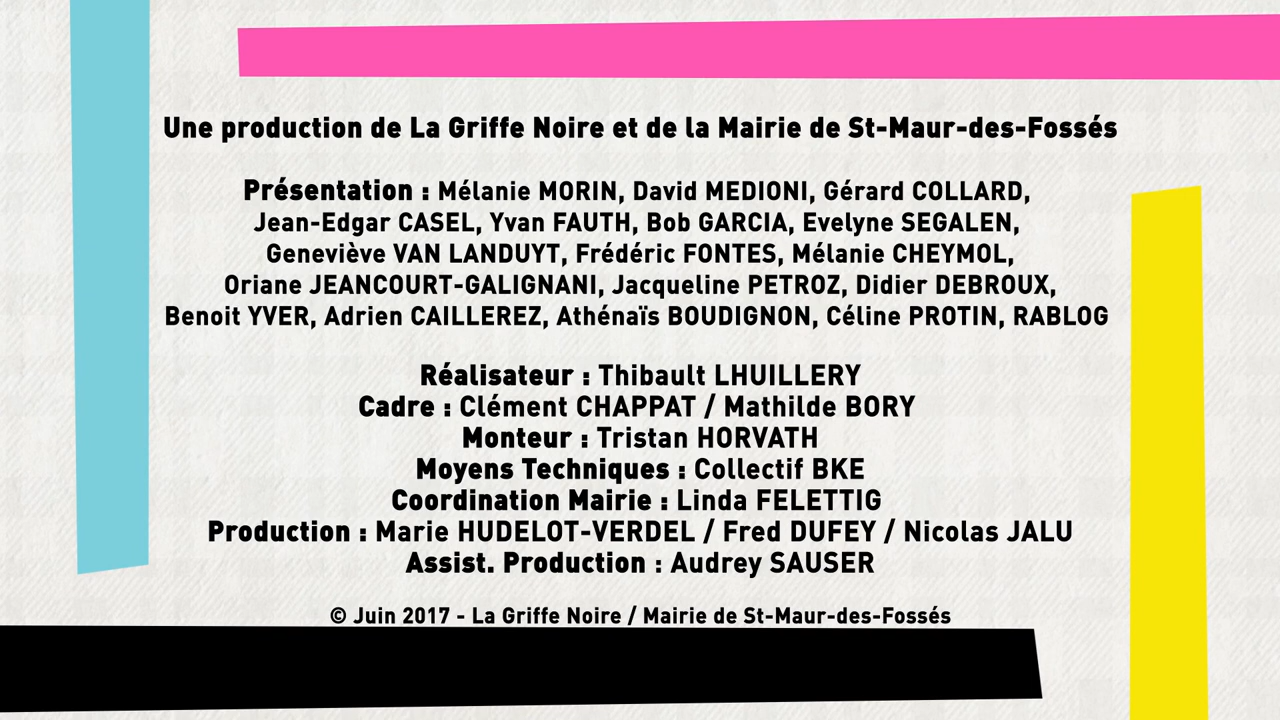 Une production de La Griffe Noire et de la Mairie de St-Maur-des-Fossés
Présentation : Mélanie MORIN, David MEDIONI, Gérard COLLARD,
Jean-Edgar CASEL, Yvan FAUTH, Bob GARCIA, Evelyne SEGALEN,
Geneviève VAN LANDUYT, Frédéric FONTES, Mélanie CHEYMOL,
Oriane JEANCOURT-GALIGNANI, Jacqueline PETROZ, Didier DEBROUX,
Benoit YVER, Adrien CAILLEREZ, Athénaïs BOUDIGNON, Céline PROTIN, RABLOG
Réalisateur : Thibault LHUILLERY
Cadre : Clément CHAPPAT / Mathilde BORY
Monteur : Tristan HORVATH
Moyens Techniques : Collectif BKE
Coordination Mairie : Linda FELETTIG
Production : Marie HUDELOT-VERDEL / Fred DUFEY / Nicolas JALU
Assist. Production : Audrey SAUSER
© Juin 2017 - La Griffe Noire / Mairie de St-Maur-des-Fossés